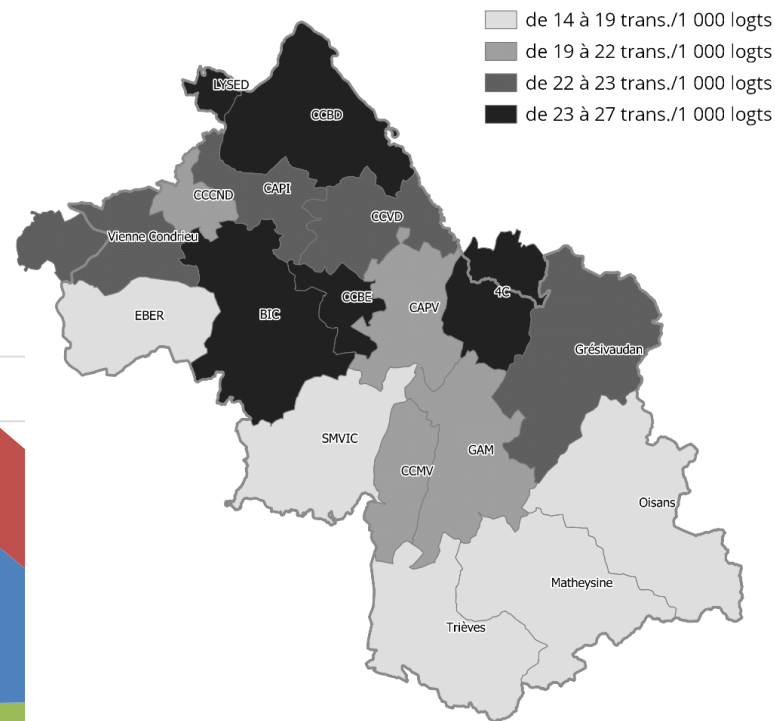 de 14 à 19 trans./1 000 logts
de 19 à 22 trans./1 000 logts
de 22 à 23 trans./1 000 logts
de 23 à 27 trans./1 000 logts
LYSED
CCBD
CCCND
CAPI
CCVD
Vienne Condrieu
EBER
BIC
CCBE
CAPV
4C
Grésivaudan
SMVIC
CCMV
GAM
Oisans
Matheysine
Trièves